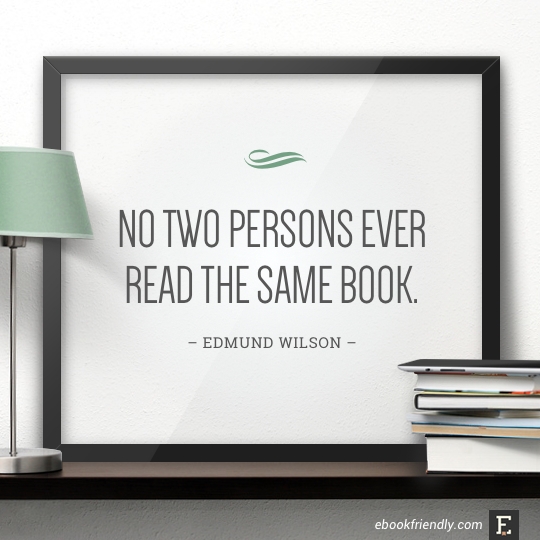 NO TWO PERSONS EVER
READ THE SAME BOOK.
– EDMUND WILSON –
ebookfriendly.com E